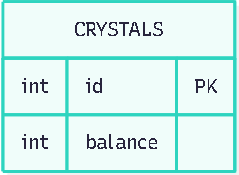 CRYSTALS
int id PK
int balance